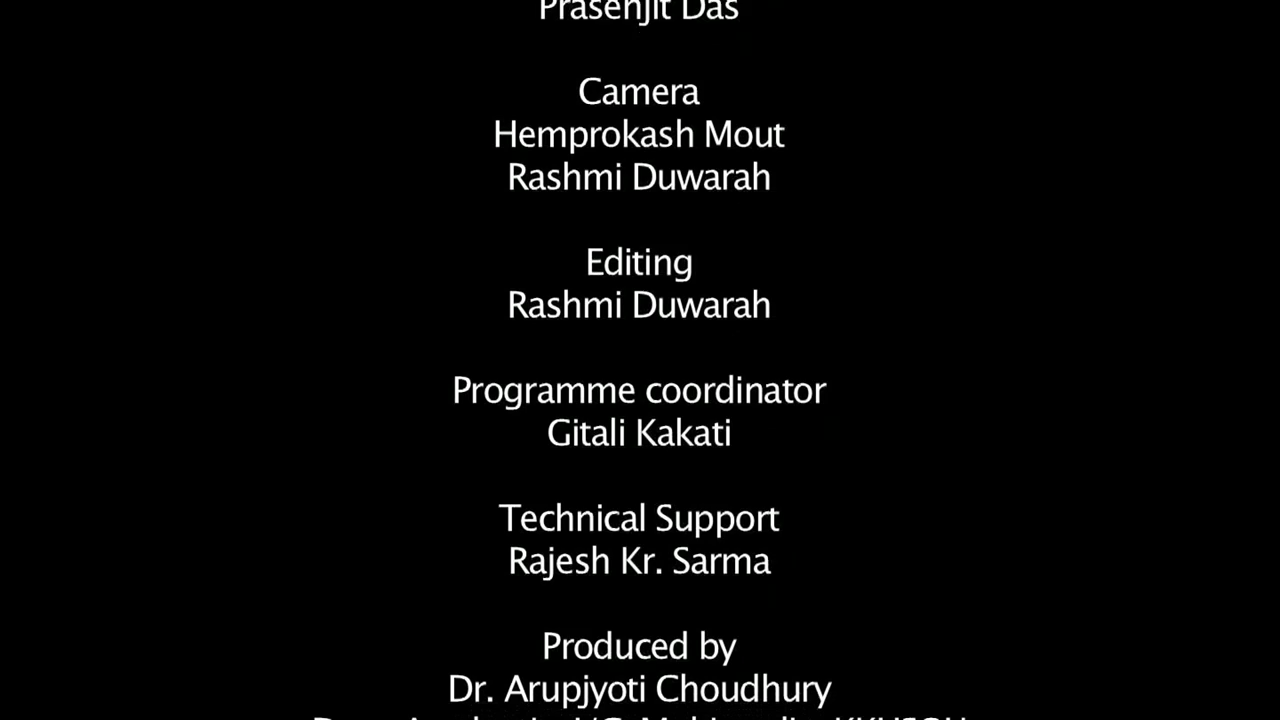 Prasenjit Das
Camera
Hemprokash Mout
Rashmi Duwarah
Editing
Rashmi Duwarah
Programme coordinator
Gitali Kakati
Technical Support
Rajesh Kr. Sarma
Produced by
Dr. Arupjyoti Choudhury